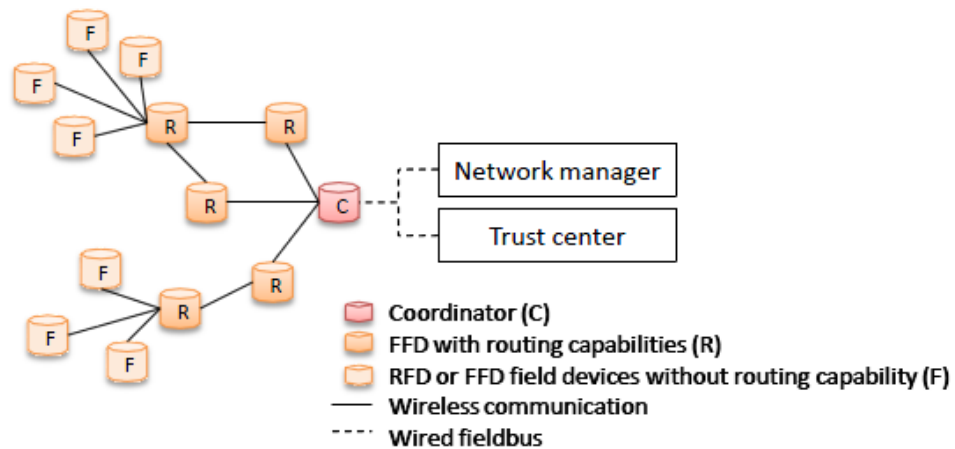 F
F
F
F
R
R
Network manager
R
C
Trust center
F
R
F
R
F
Coordinator (C)
FFD with routing capabilities (R)
RFD or FFD field devices without routing capability (F)
Wireless communication
Wired fieldbus